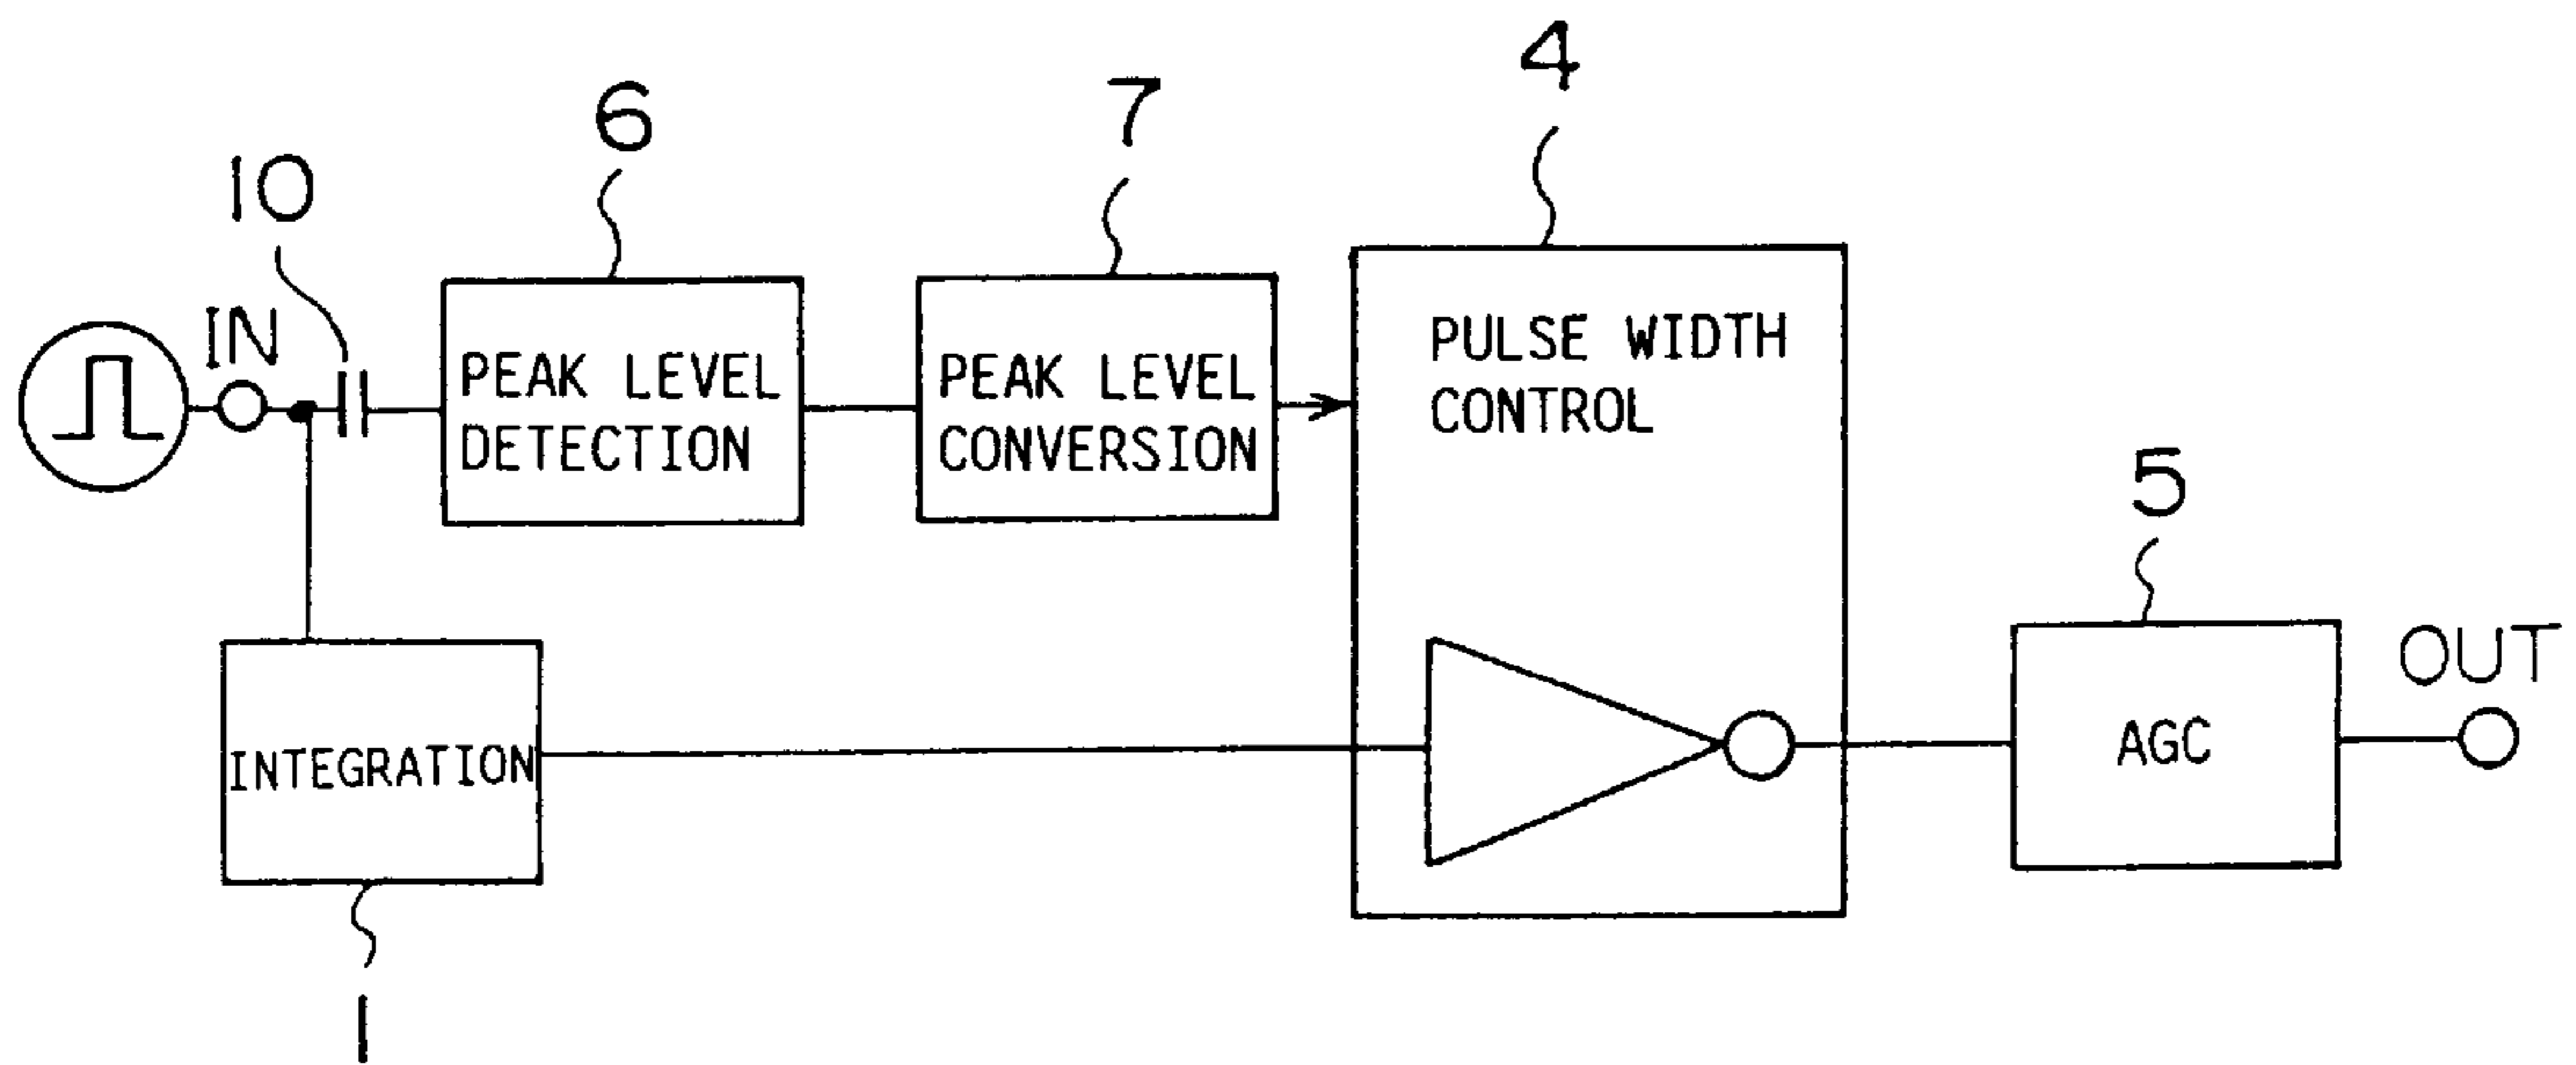 4
6
7
10
IN
PEAK LEVEL
DETECTION
PEAK LEVEL
CONVERSION
PULSE WIDTH
CONTROL
5
INTEGRATION
AGC
OUT
1